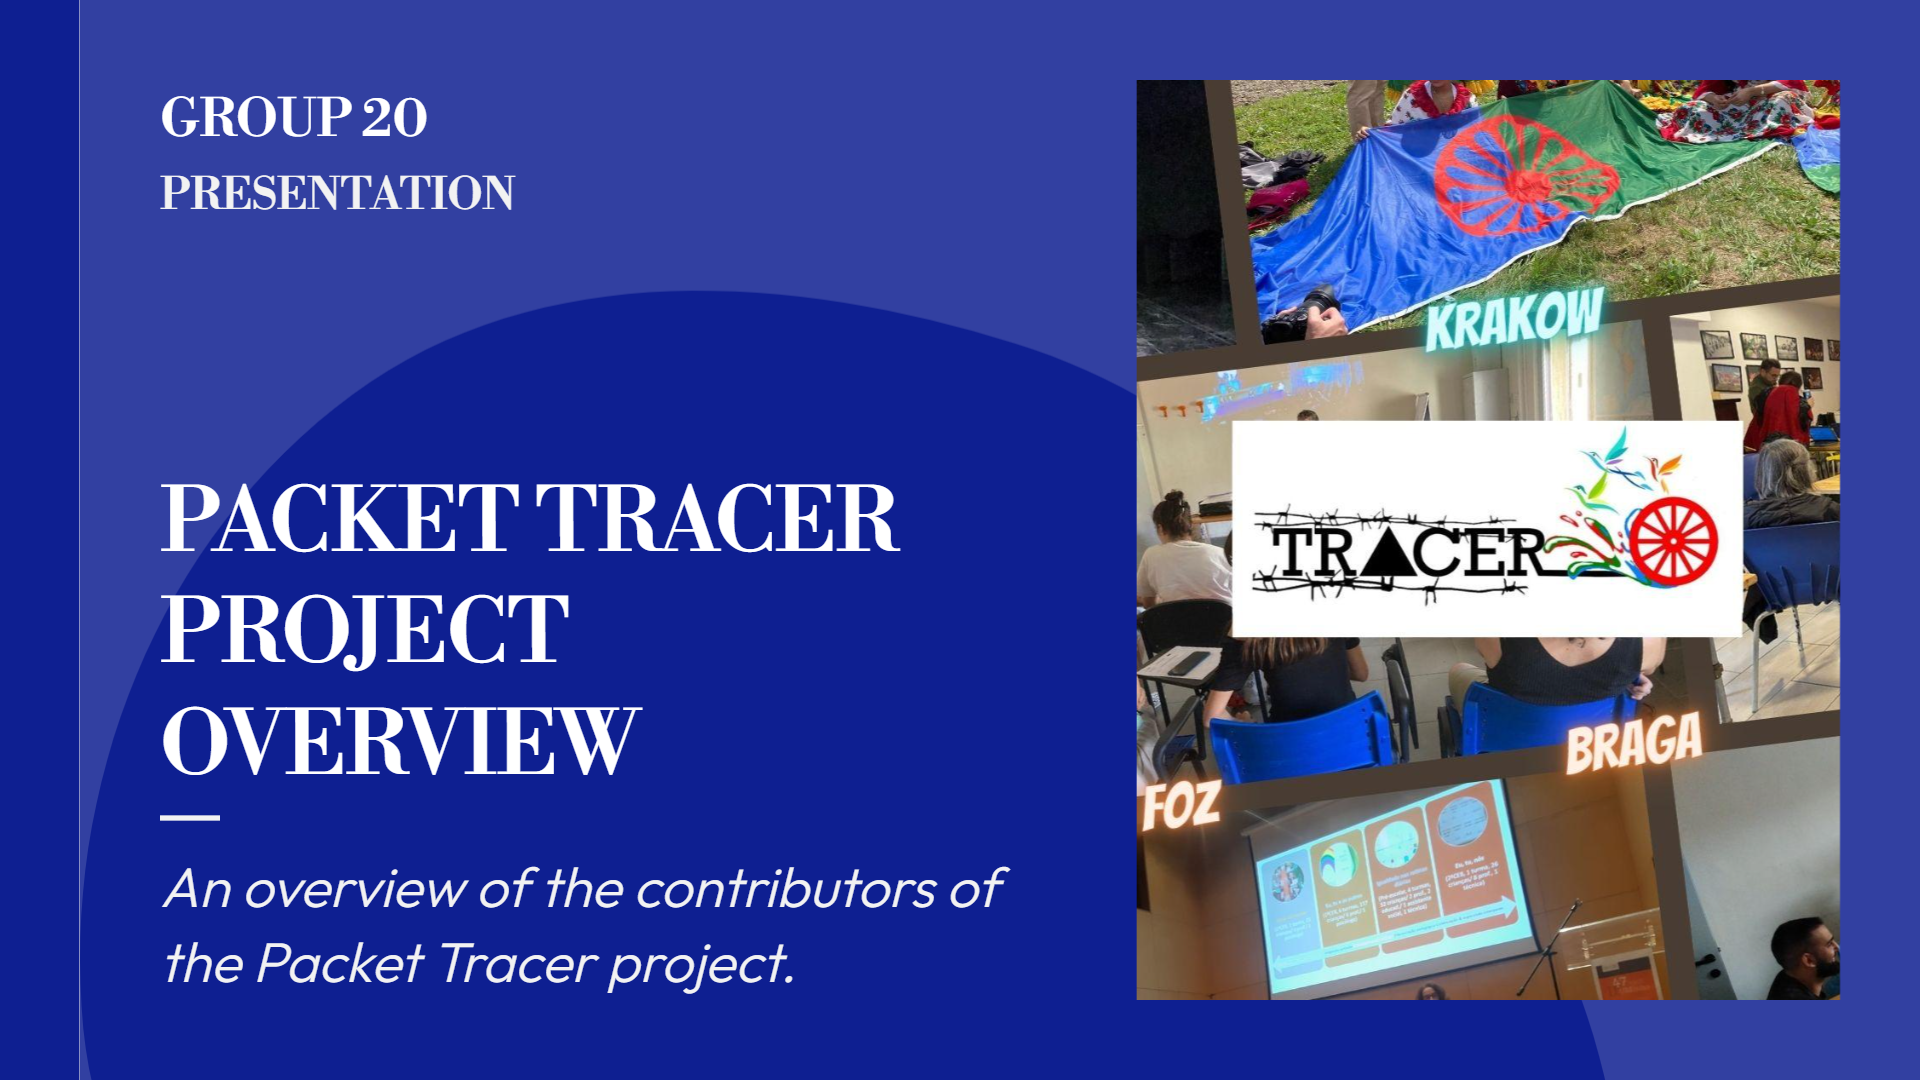 GROUP 20
PRESENTATION
PACKET TRACER
PROJECT
OVERVIEW
An overview of the contributors of
the Packet Tracer project.
KRAKOW
TRACER
BRAGA
FOZ